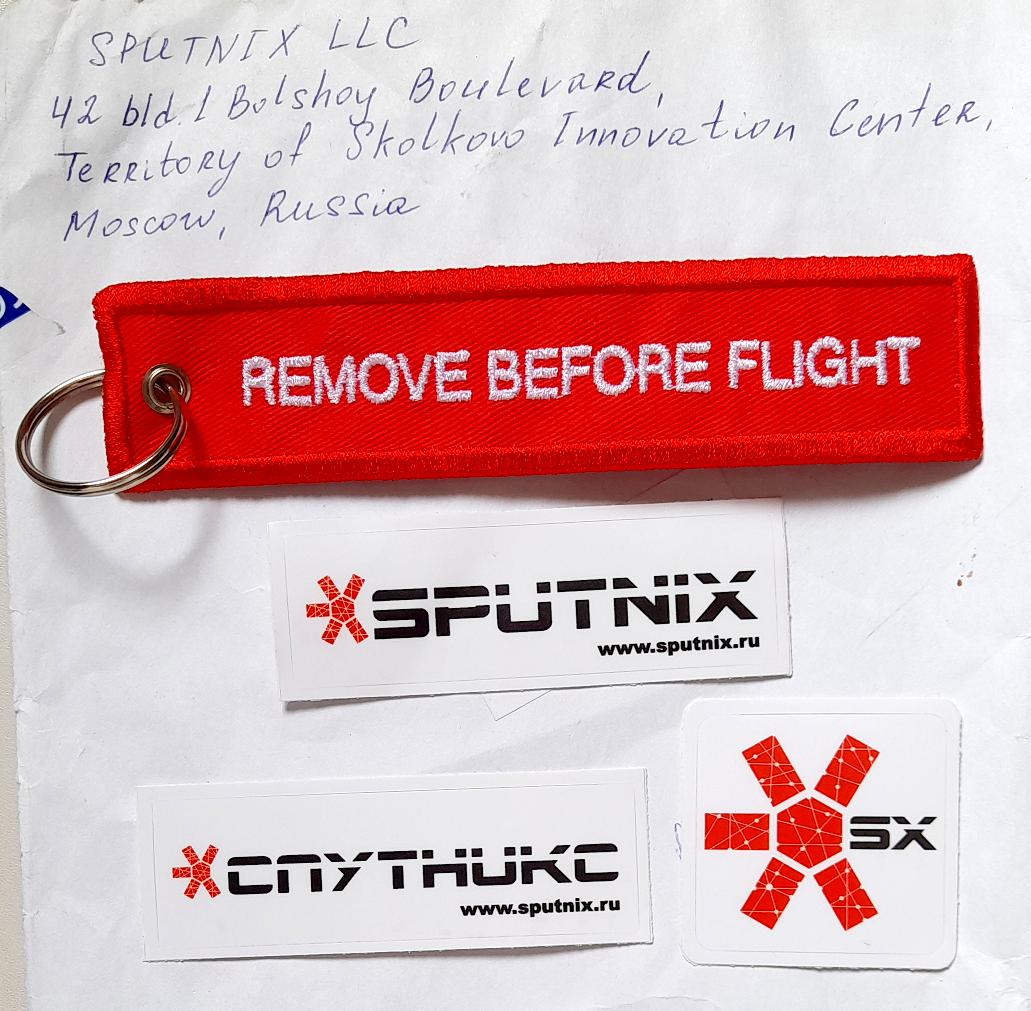 SPUTNIX LLC
42 bld. 1 Bolshoy Boulevard,
Territory of Skolkovo Innovation Center,
Moscow, Russia
REMOVE BEFORE FLIGHT
SPUTNIX
www.sputnix.ru
SX
СПУТНИКС
www.sputnix.ru